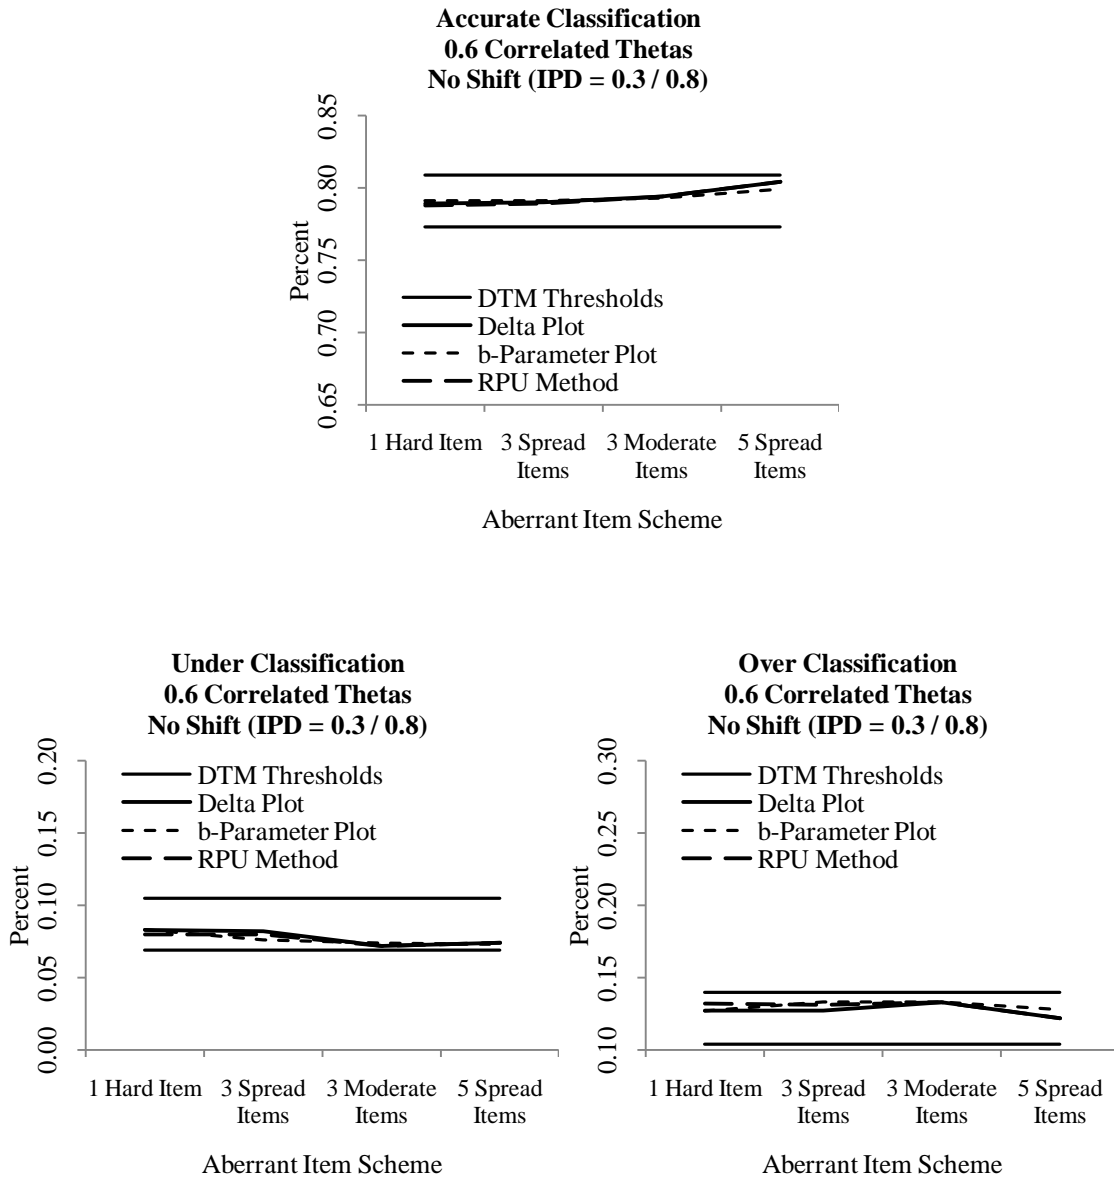 Accurate Classification
0.6 Correlated Thetas
No Shift (IPD = 0.3 / 0.8)
0.85
0.80
0.75
0.70
0.65
Percent
DTM Thresholds
Delta Plot
b-Parameter Plot
RPU Method
1 Hard Item
3 Spread
Items
3 Moderate
Items
5 Spread
Items
Aberrant Item Scheme
Under Classification
0.6 Correlated Thetas
No Shift (IPD = 0.3 / 0.8)
0.20
0.15
0.10
0.05
0.00
Percent
DTM Thresholds
Delta Plot
b-Parameter Plot
RPU Method
1 Hard Item
3 Spread
Items
3 Moderate
Items
5 Spread
Items
Aberrant Item Scheme
Over Classification
0.6 Correlated Thetas
No Shift (IPD = 0.3 / 0.8)
0.30
0.25
0.20
0.15
0.10
Percent
DTM Thresholds
Delta Plot
b-Parameter Plot
RPU Method
1 Hard Item
3 Spread
Items
3 Moderate
Items
5 Spread
Items
Aberrant Item Scheme